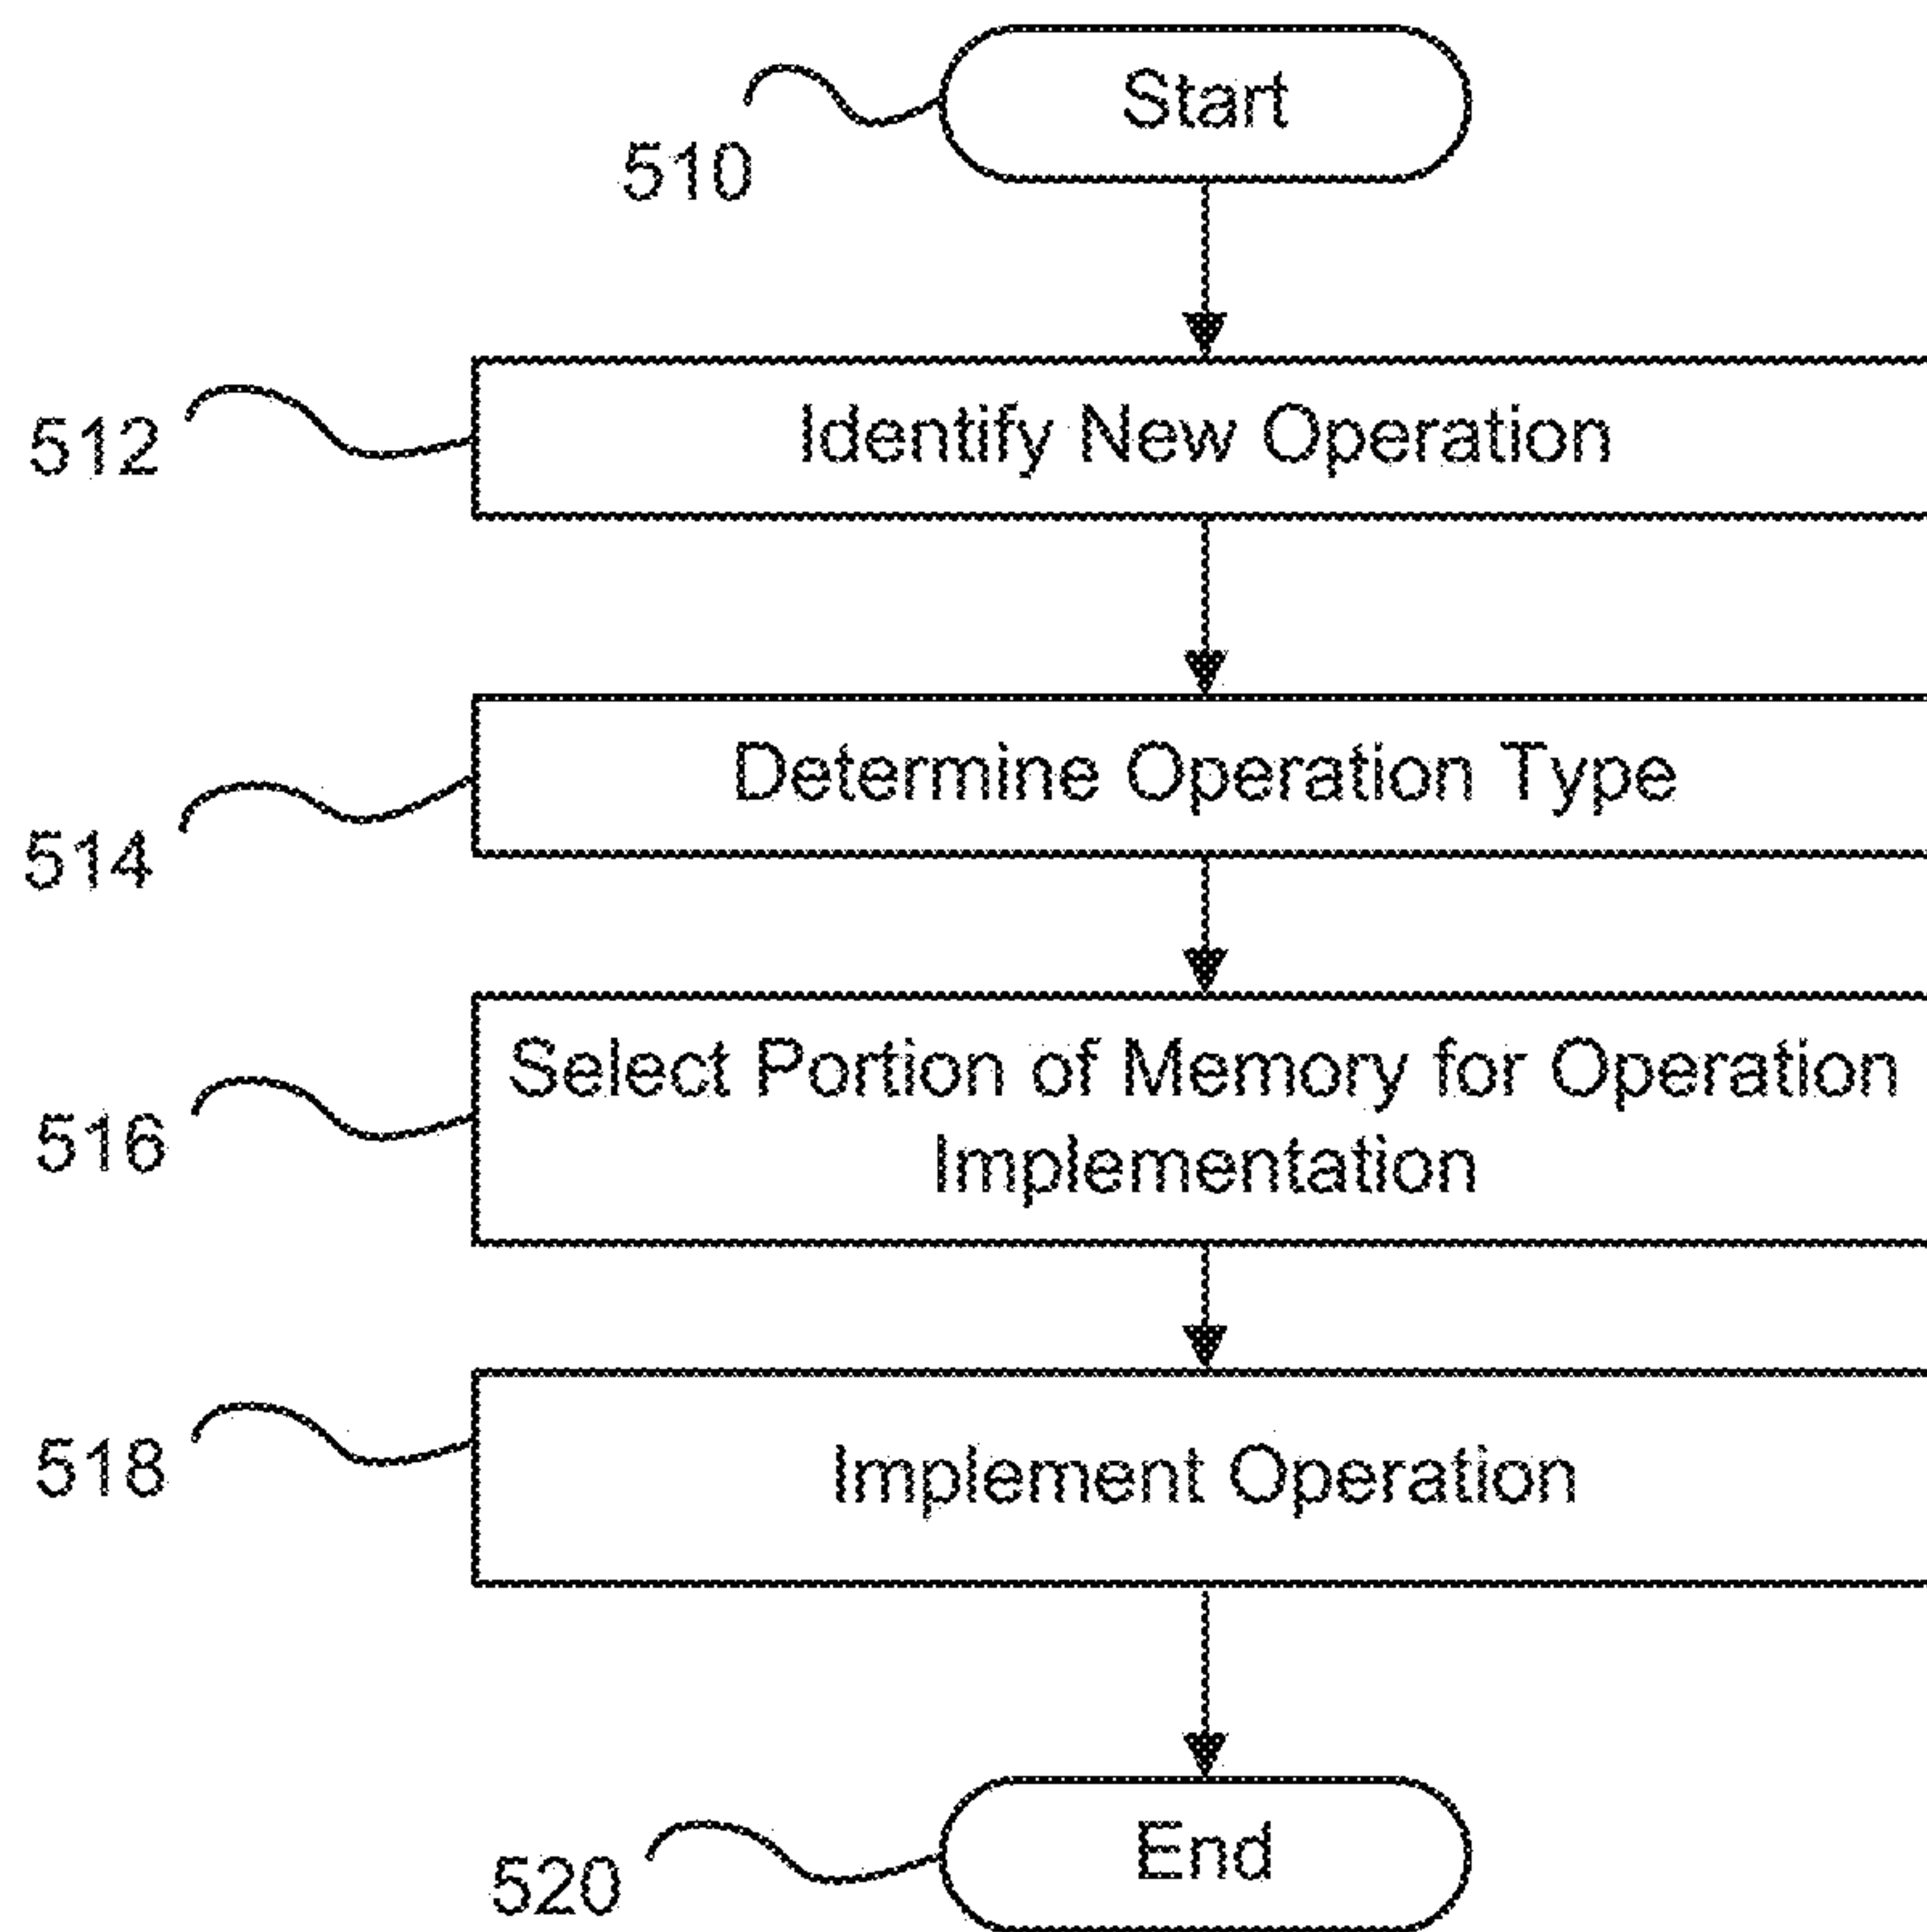 Start
510
Identify New Operation
512
Determine Operation Type
514
Select Portion of Memory for Operation
Implementation
516
Implement Operation
518
End
520